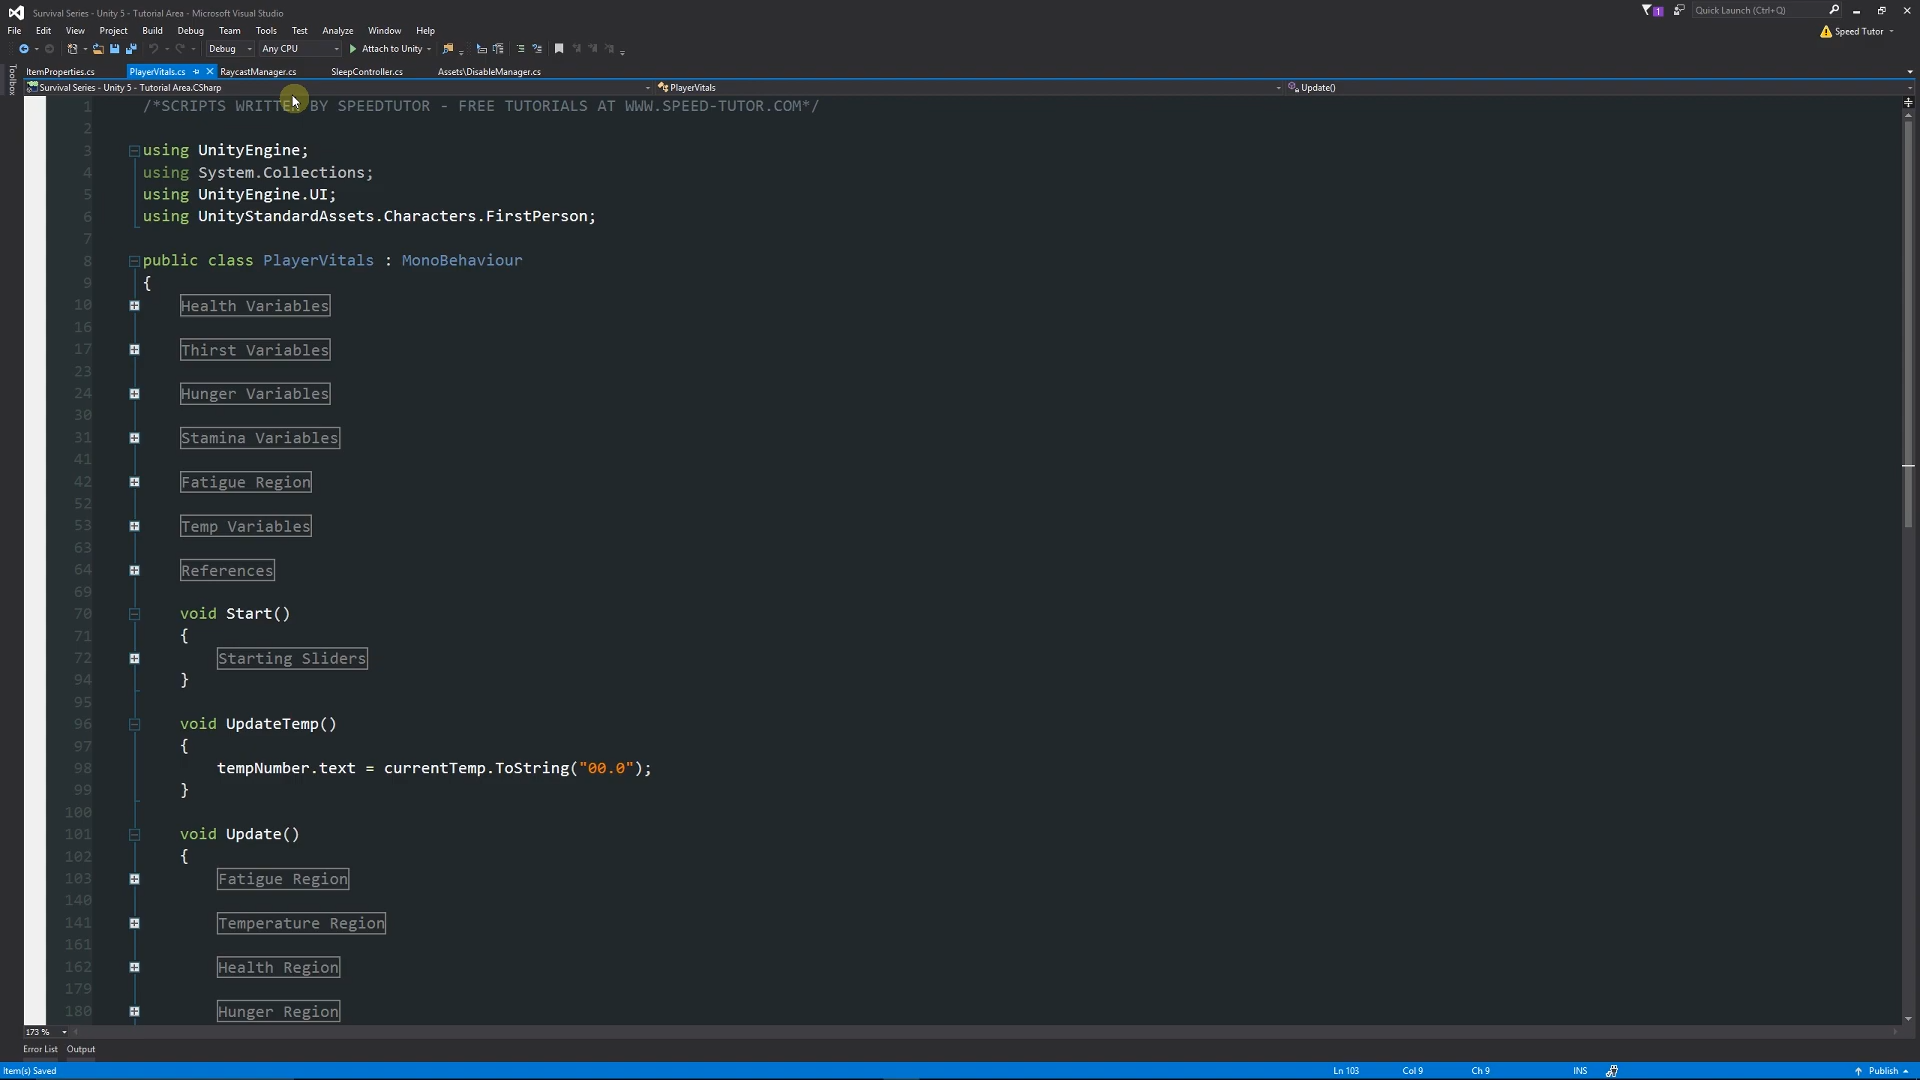 Survival Series - Unity 5 - Tutorial Area - Microsoft Visual Studio
1
Quick Launch (Ctrl+Q)
File Edit View Project Build Debug Team Tools Test Analyze Window Help
Speed Tutor
Debug Any CPU Attach to Unity
Toolbox
ItemProperties.cs PlayerVitals.cs RaycastManager.cs SleepController.cs Assets\DisableManager.cs
Survival Series - Unity 5 - Tutorial Area.CSharp PlayerVitals Update()
1 /*SCRIPTS WRITTEN BY SPEEDTUTOR - FREE TUTORIALS AT WWW.SPEED-TUTOR.COM*/
2
3 using UnityEngine;
4 using System.Collections;
5 using UnityEngine.UI;
6 using UnityStandardAssets.Characters.FirstPerson;
7
8 public class PlayerVitals : MonoBehaviour
9 {
10 Health Variables
16
17 Thirst Variables
23
24 Hunger Variables
30
31 Stamina Variables
41
42 Fatigue Region
52
53 Temp Variables
63
64 References
69
70 void Start()
71 {
72 Starting Sliders
94 }
95
96 void UpdateTemp()
97 {
98 tempNumber.text = currentTemp.ToString("00.0");
99 }
100
101 void Update()
102 {
103 Fatigue Region
140
141 Temperature Region
161
162 Health Region
179
180 Hunger Region
173 %
Error List Output
Item(s) Saved Ln 103 Col 9 Ch 9 INS Publish